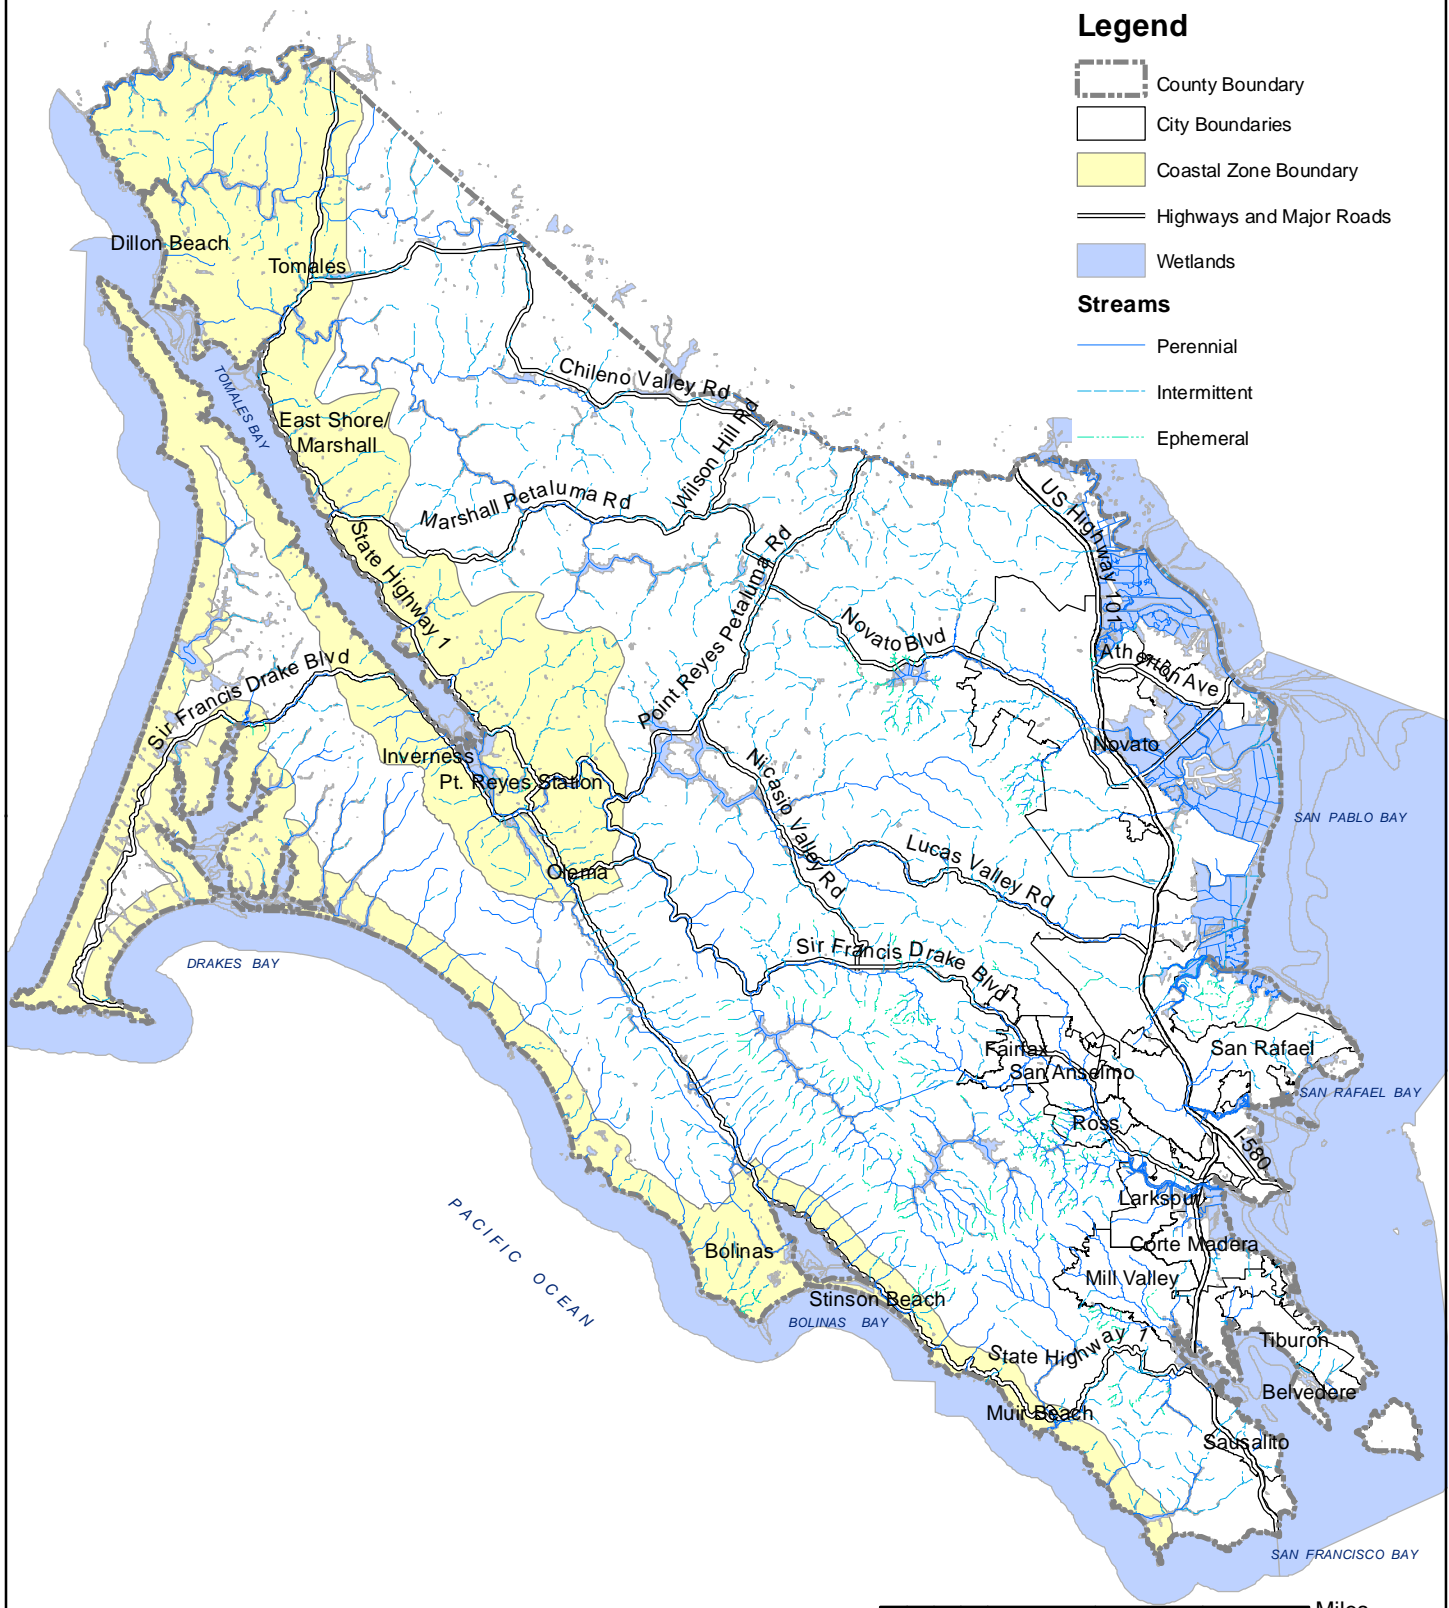 Legend
County Boundary
City Boundaries
Coastal Zone Boundary
Highways and Major Roads
Wetlands
Streams
Perennial
Intermittent
Ephemeral
Dillon Beach
Tomales
TOMALES BAY
Chileno Valley Rd
Wilson Hill Rd
East Shore/
Marshall
Marshall Petaluma Rd
State Highway 1
US Highway 101
Point Reyes Petaluma Rd
Novato Blvd
Atherton Ave
Sir Francis Drake Blvd
Inverness
Pt. Reyes Station
Novato
Nicasio Valley Rd
SAN PABLO BAY
Lucas Valley Rd
Olema
Sir Francis Drake Blvd
DRAKES BAY
Fairfax
San Anselmo
San Rafael
SAN RAFAEL BAY
Ross
I-580
Larkspur
PACIFIC OCEAN
Bolinas
Corte Madera
Mill Valley
Stinson Beach
BOLINAS BAY
State Highway 1
Tiburon
Belvedere
Muir Beach
Sausalito
SAN FRANCISCO BAY
Miles